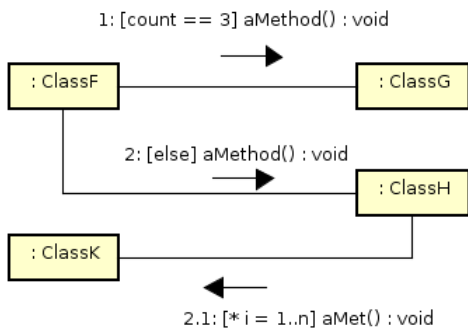 1: [count == 3] aMethod() : void
: ClassF
: ClassG
2: [else] aMethod() : void
: ClassH
: ClassK
2.1: [* i = 1..n] aMet() : void